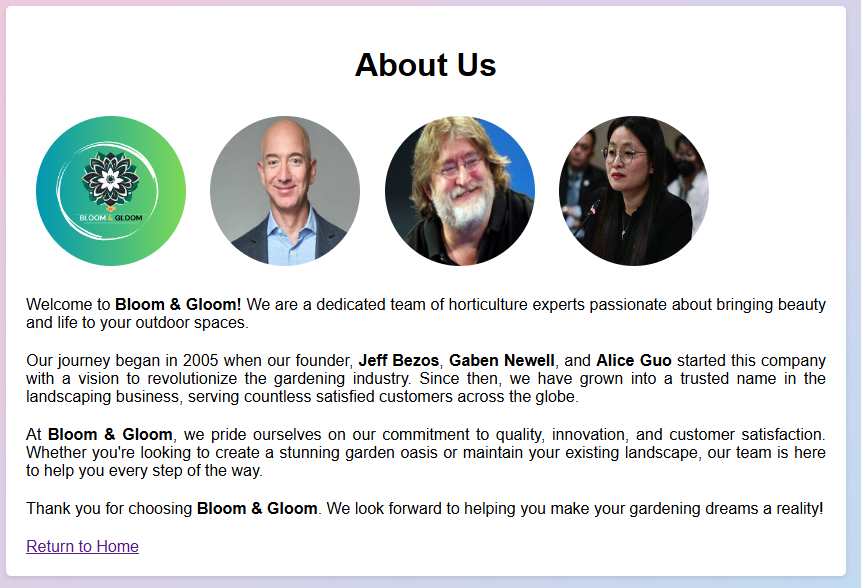 About Us
BLOOM & GLOOM
Welcome to Bloom & Gloom! We are a dedicated team of horticulture experts passionate about bringing beauty
and life to your outdoor spaces.
Our journey began in 2005 when our founder, Jeff Bezos, Gaben Newell, and Alice Guo started this company
with a vision to revolutionize the gardening industry. Since then, we have grown into a trusted name in the
landscaping business, serving countless satisfied customers across the globe.
At Bloom & Gloom, we pride ourselves on our commitment to quality, innovation, and customer satisfaction.
Whether you're looking to create a stunning garden oasis or maintain your existing landscape, our team is here
to help you every step of the way.
Thank you for choosing Bloom & Gloom. We look forward to helping you make your gardening dreams a reality!
Return to Home